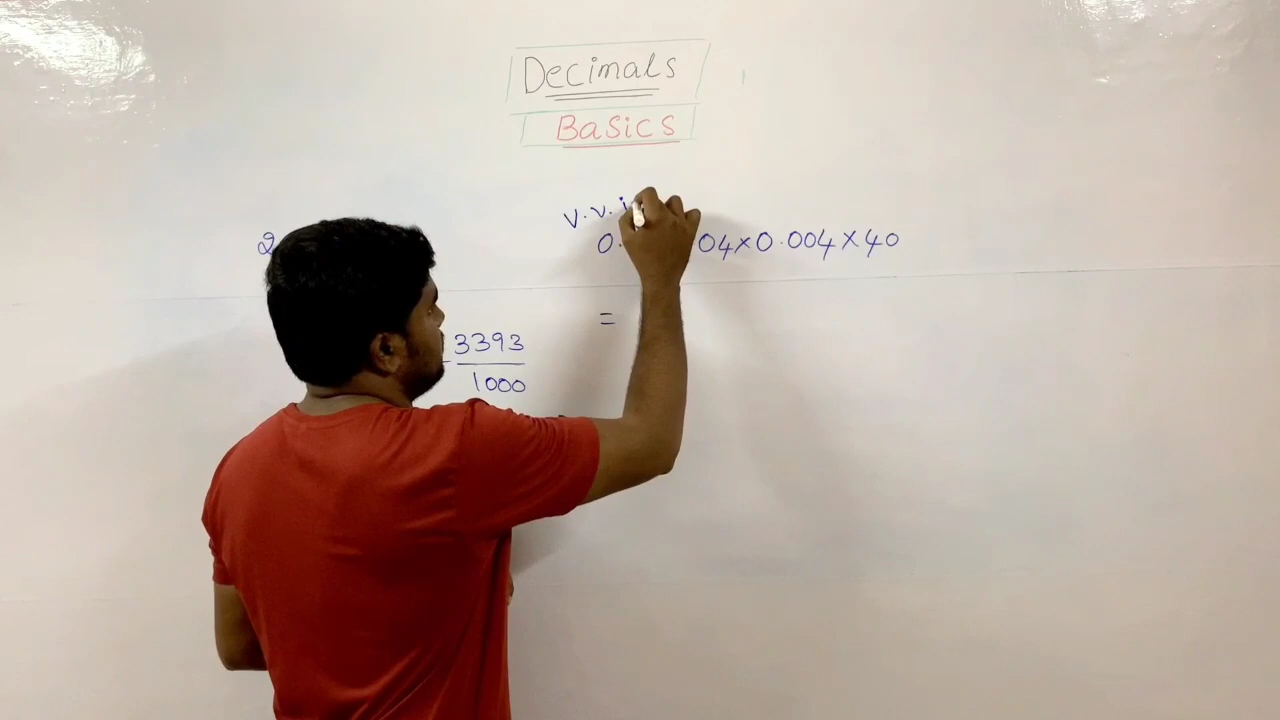 Decimals
Basics
v.v.i
2
0. 04×0.004×40
=
3393
1000